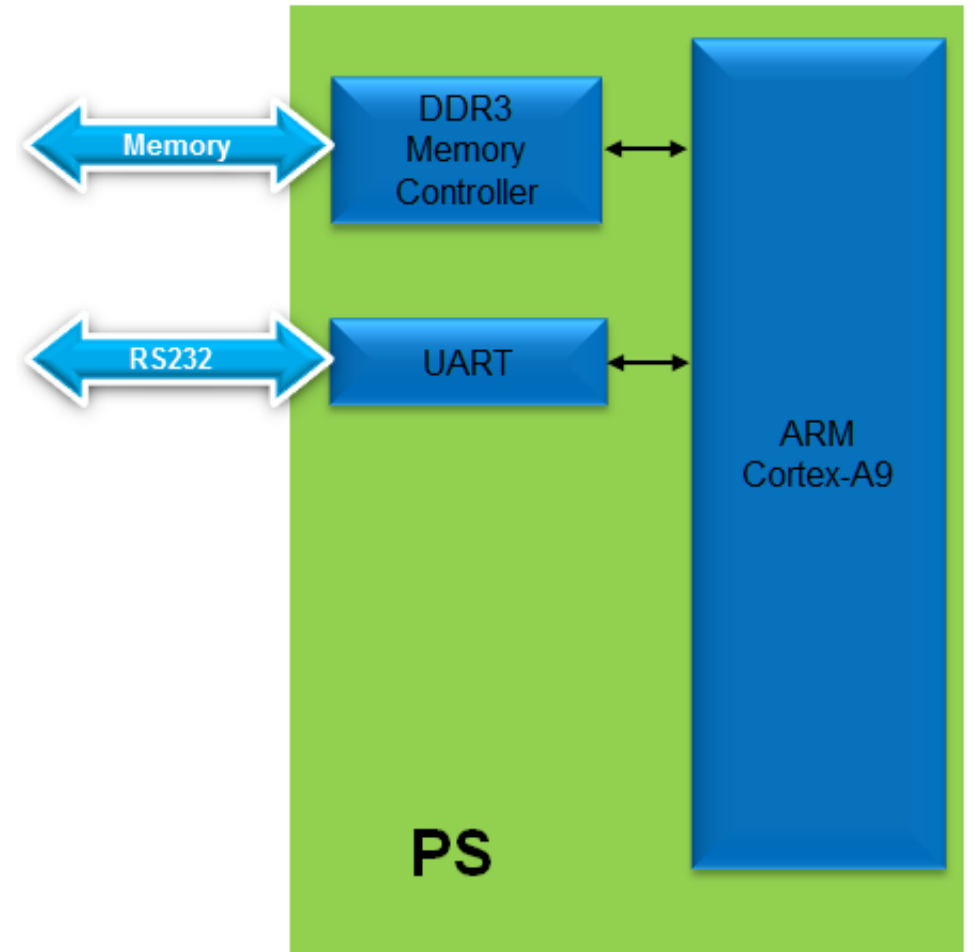 Memory
DDR3
Memory
Controller
RS232
UART
ARM
Cortex-A9
PS